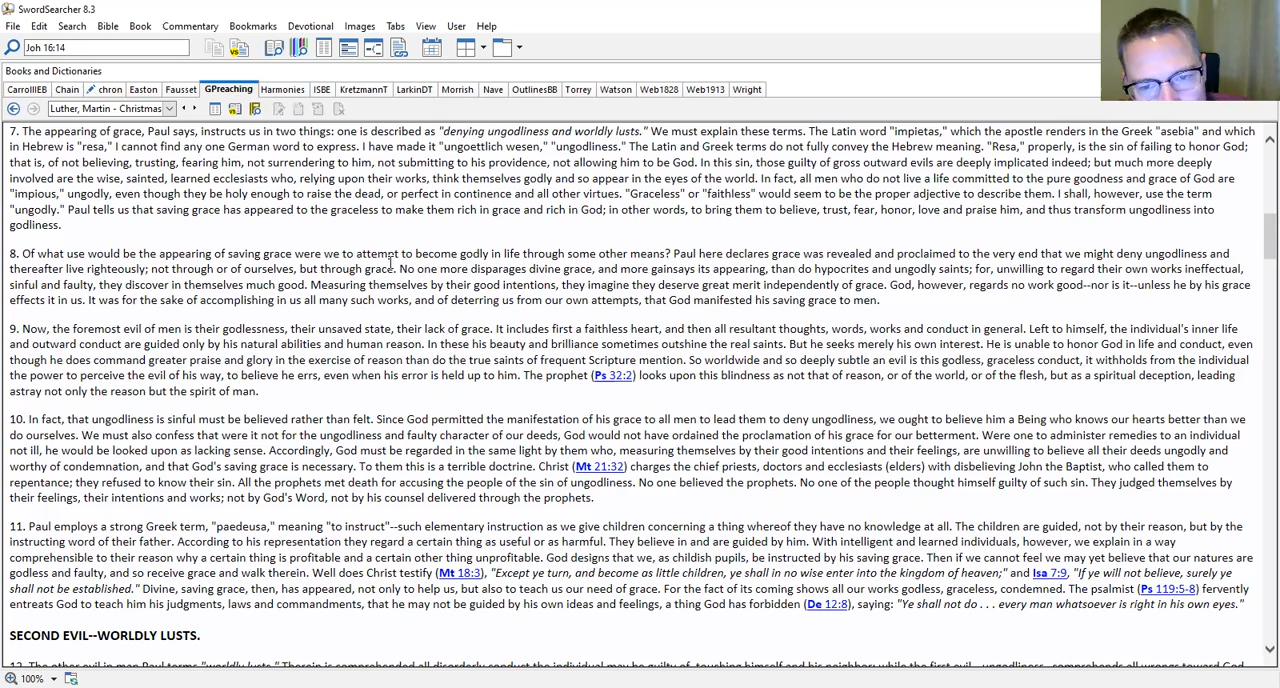 SwordSearcher 8.3
File Edit Search Bible Book Commentary Bookmarks Devotional Images Tabs View User Help
Joh 16:14
Books and Dictionaries
CarrollIEB Chain chron Easton Fausset GPreaching Harmonies ISBE KretzmannT LarkinDT Morrish Nave OutlinesBB Torrey Watson Web1828 Web1913 Wright
Luther, Martin - Christmas
7. The appearing of grace, Paul says, instructs us in two things: one is described as "denying ungodliness and worldly lusts." We must explain these terms. The Latin word "impietas," which the apostle renders in the Greek "asebia" and which
in Hebrew is "resa," I cannot find any one German word to express. I have made it "ungoettlich wesen," "ungodliness." The Latin and Greek terms do not fully convey the Hebrew meaning. "Resa," properly, is the sin of failing to honor God;
that is, of not believing, trusting, fearing him, not surrendering to him, not submitting to his providence, not allowing him to be God. In this sin, those guilty of gross outward evils are deeply implicated indeed; but much more deeply
involved are the wise, sainted, learned ecclesiasts who, relying upon their works, think themselves godly and so appear in the eyes of the world. In fact, all men who do not live a life committed to the pure goodness and grace of God are
"impious," ungodly, even though they be holy enough to raise the dead, or perfect in continence and all other virtues. "Graceless" or "faithless" would seem to be the proper adjective to describe them. I shall, however, use the term
"ungodly." Paul tells us that saving grace has appeared to the graceless to make them rich in grace and rich in God; in other words, to bring them to believe, trust, fear, honor, love and praise him, and thus transform ungodliness into
godliness.
8. Of what use would be the appearing of saving grace were we to attempt to become godly in life through some other means? Paul here declares grace was revealed and proclaimed to the very end that we might deny ungodliness and
thereafter live righteously; not through or of ourselves, but through grace. No one more disparages divine grace, and more gainsays its appearing, than do hypocrites and ungodly saints; for, unwilling to regard their own works ineffectual,
sinful and faulty, they discover in themselves much good. Measuring themselves by their good intentions, they imagine they deserve great merit independently of grace. God, however, regards no work good--nor is it--unless he by his grace
effects it in us. It was for the sake of accomplishing in us all many such works, and of deterring us from our own attempts, that God manifested his saving grace to men.
9. Now, the foremost evil of men is their godlessness, their unsaved state, their lack of grace. It includes first a faithless heart, and then all resultant thoughts, words, works and conduct in general. Left to himself, the individual's inner life
and outward conduct are guided only by his natural abilities and human reason. In these his beauty and brilliance sometimes outshine the real saints. But he seeks merely his own interest. He is unable to honor God in life and conduct, even
though he does command greater praise and glory in the exercise of reason than do the true saints of frequent Scripture mention. So worldwide and so deeply subtle an evil is this godless, graceless conduct, it withholds from the individual
the power to perceive the evil of his way, to believe he errs, even when his error is held up to him. The prophet (Ps 32:2) looks upon this blindness as not that of reason, or of the world, or of the flesh, but as a spiritual deception, leading
astray not only the reason but the spirit of man.
10. In fact, that ungodliness is sinful must be believed rather than felt. Since God permitted the manifestation of his grace to all men to lead them to deny ungodliness, we ought to believe him a Being who knows our hearts better than we
do ourselves. We must also confess that were it not for the ungodliness and faulty character of our deeds, God would not have ordained the proclamation of his grace for our betterment. Were one to administer remedies to an individual
not ill, he would be looked upon as lacking sense. Accordingly, God must be regarded in the same light by them who, measuring themselves by their good intentions and their feelings, are unwilling to believe all their deeds ungodly and
worthy of condemnation, and that God's saving grace is necessary. To them this is a terrible doctrine. Christ (Mt 21:32) charges the chief priests, doctors and ecclesiasts (elders) with disbelieving John the Baptist, who called them to
repentance; they refused to know their sin. All the prophets met death for accusing the people of the sin of ungodliness. No one believed the prophets. No one of the people thought himself guilty of such sin. They judged themselves by
their feelings, their intentions and works; not by God's Word, not by his counsel delivered through the prophets.
11. Paul employs a strong Greek term, "paedeusa," meaning "to instruct"--such elementary instruction as we give children concerning a thing whereof they have no knowledge at all. The children are guided, not by their reason, but by the
instructing word of their father. According to his representation they regard a certain thing as useful or as harmful. They believe in and are guided by him. With intelligent and learned individuals, however, we explain in a way
comprehensible to their reason why a certain thing is profitable and a certain other thing unprofitable. God designs that we, as childish pupils, be instructed by his saving grace. Then if we cannot feel we may yet believe that our natures are
godless and faulty, and so receive grace and walk therein. Well does Christ testify (Mt 18:3), "Except ye turn, and become as little children, ye shall in no wise enter into the kingdom of heaven;" and Isa 7:9, "If ye will not believe, surely ye
shall not be established." Divine, saving grace, then, has appeared, not only to help us, but also to teach us our need of grace. For the fact of its coming shows all our works godless, graceless, condemned. The psalmist (Ps 119:5-8) fervently
entreats God to teach him his judgments, laws and commandments, that he may not be guided by his own ideas and feelings, a thing God has forbidden (De 12:8), saying: "Ye shall not do . . . every man whatsoever is right in his own eyes."
SECOND EVIL--WORLDLY LUSTS.
12. The other evil in man Paul terms "worldly lusts." Therein is comprehended all disorderly conduct the individual may be guilty of, touching himself and his neighbor; while the first evil--ungodliness--comprehends all wrongs toward God.
100%